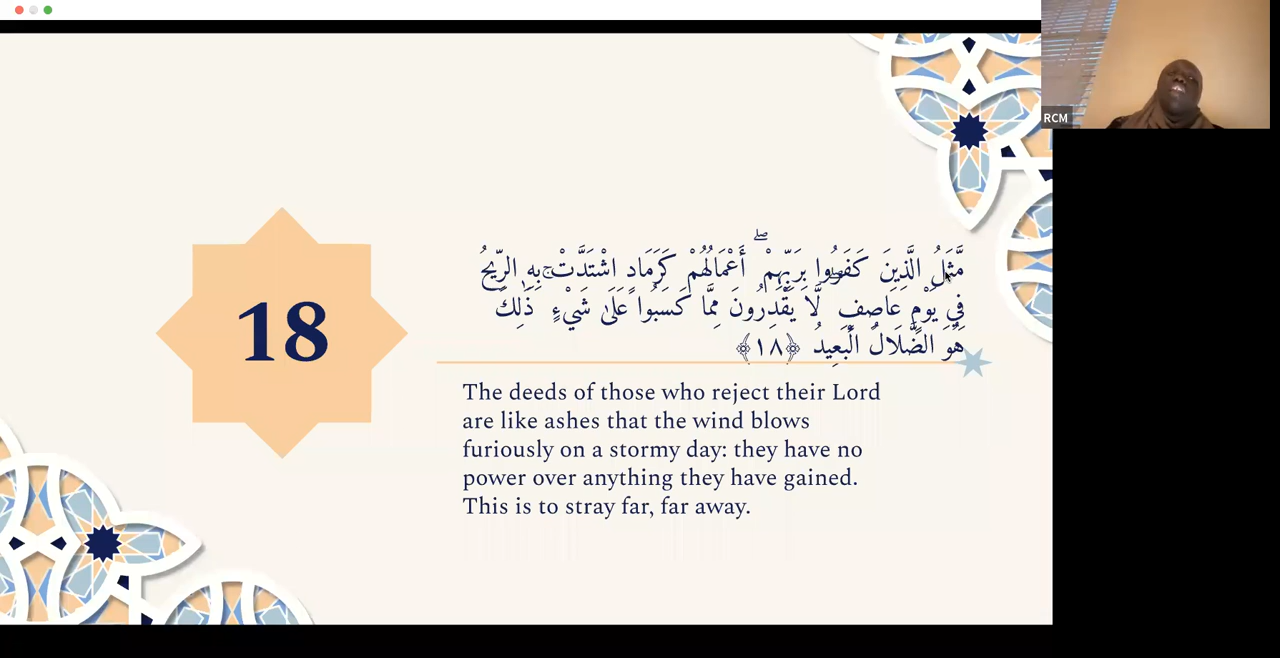 RCM
18
مَّثَلُ الَّذِينَ كَفَرُوا بِرَبِّهِمْ ۖ أَعْمَالُهُمْ كَرَمَادٍ اشْتَدَّتْ بِهِ الرِّيحُ
فِي يَوْمٍ عَاصِفٍ ۖ لَّا يَقْدِرُونَ مِمَّا كَسَبُوا عَلَىٰ شَيْءٍ ۚ ذَٰلِكَ
هُوَ الضَّلَالُ الْبَعِيدُ ﴿١٨﴾
The deeds of those who reject their Lord
are like ashes that the wind blows
furiously on a stormy day: they have no
power over anything they have gained.
This is to stray far, far away.